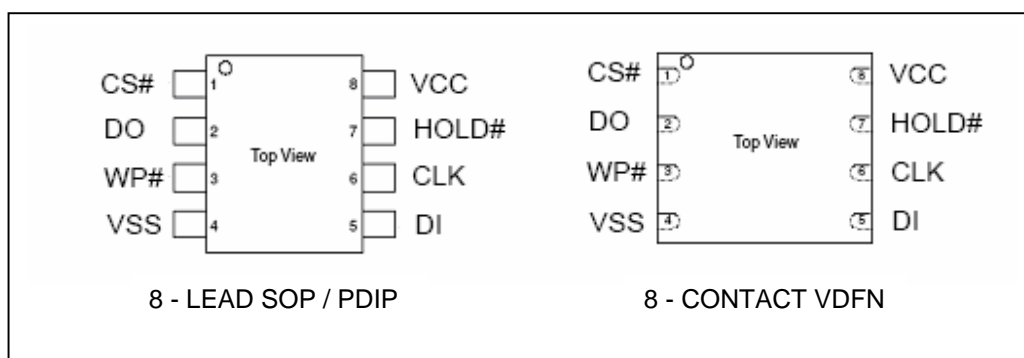 CS# 1 8 VCC
DO 2 7 HOLD#
Top View
WP# 3 6 CLK
VSS 4 5 DI
8 - LEAD SOP / PDIP
CS# 1 8 VCC
DO 2 7 HOLD#
Top View
WP# 3 6 CLK
VSS 4 5 DI
8 - CONTACT VDFN